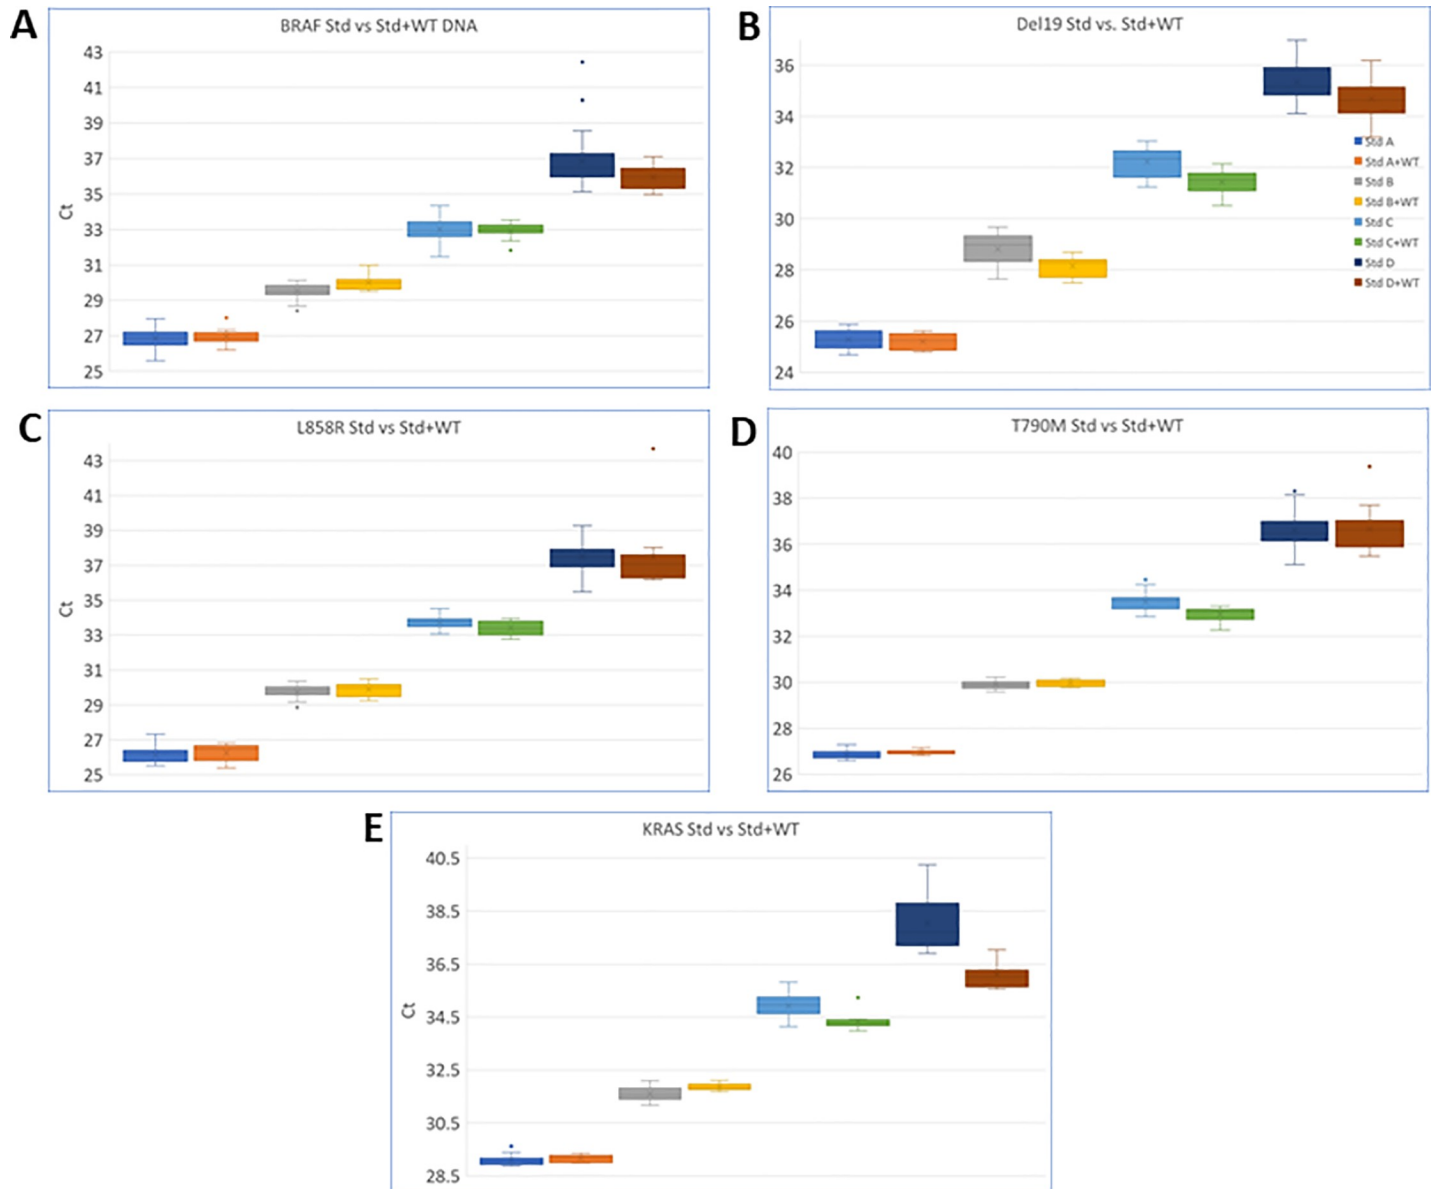 A
BRAF Std vs Std+WT DNA
Ct
43
41
39
37
35
33
31
29
27
25
B
Del19 Std vs. Std+WT
36
34
32
30
28
26
24
Std A
Std A+WT
Std B
Std B+WT
Std C
Std C+WT
Std D
Std D+WT
C
L858R Std vs Std+WT
Ct
43
41
39
37
35
33
31
29
27
25
D
T790M Std vs Std+WT
40
38
36
34
32
30
28
26
E
KRAS Std vs Std+WT
Ct
40.5
38.5
36.5
34.5
32.5
30.5
28.5